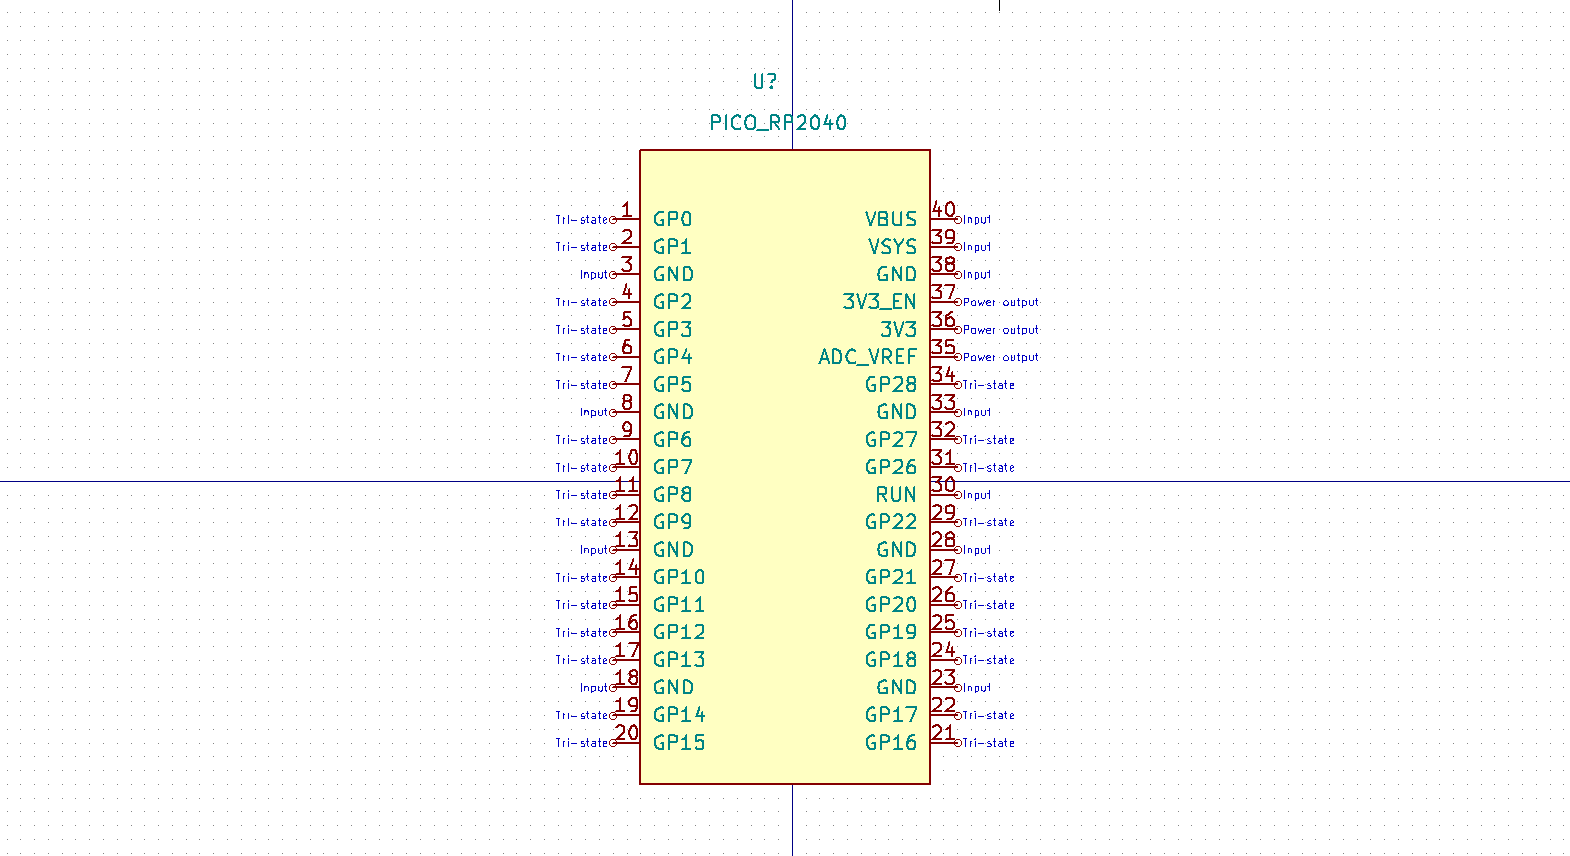 U?
PICO_RP2040
Tri-state 1 GP0 VBUS 40 Input
Tri-state 2 GP1 VSYS 39 Input
Input 3 GND GND 38 Input
Tri-state 4 GP2 3V3_EN 37 Power output
Tri-state 5 GP3 3V3 36 Power output
Tri-state 6 GP4 ADC_VREF 35 Power output
Tri-state 7 GP5 GP28 34 Tri-state
Input 8 GND GND 33 Input
Tri-state 9 GP6 GP27 32 Tri-state
Tri-state 10 GP7 GP26 31 Tri-state
Tri-state 11 GP8 RUN 30 Input
Tri-state 12 GP9 GP22 29 Tri-state
Input 13 GND GND 28 Input
Tri-state 14 GP10 GP21 27 Tri-state
Tri-state 15 GP11 GP20 26 Tri-state
Tri-state 16 GP12 GP19 25 Tri-state
Tri-state 17 GP13 GP18 24 Tri-state
Input 18 GND GND 23 Input
Tri-state 19 GP14 GP17 22 Tri-state
Tri-state 20 GP15 GP16 21 Tri-state